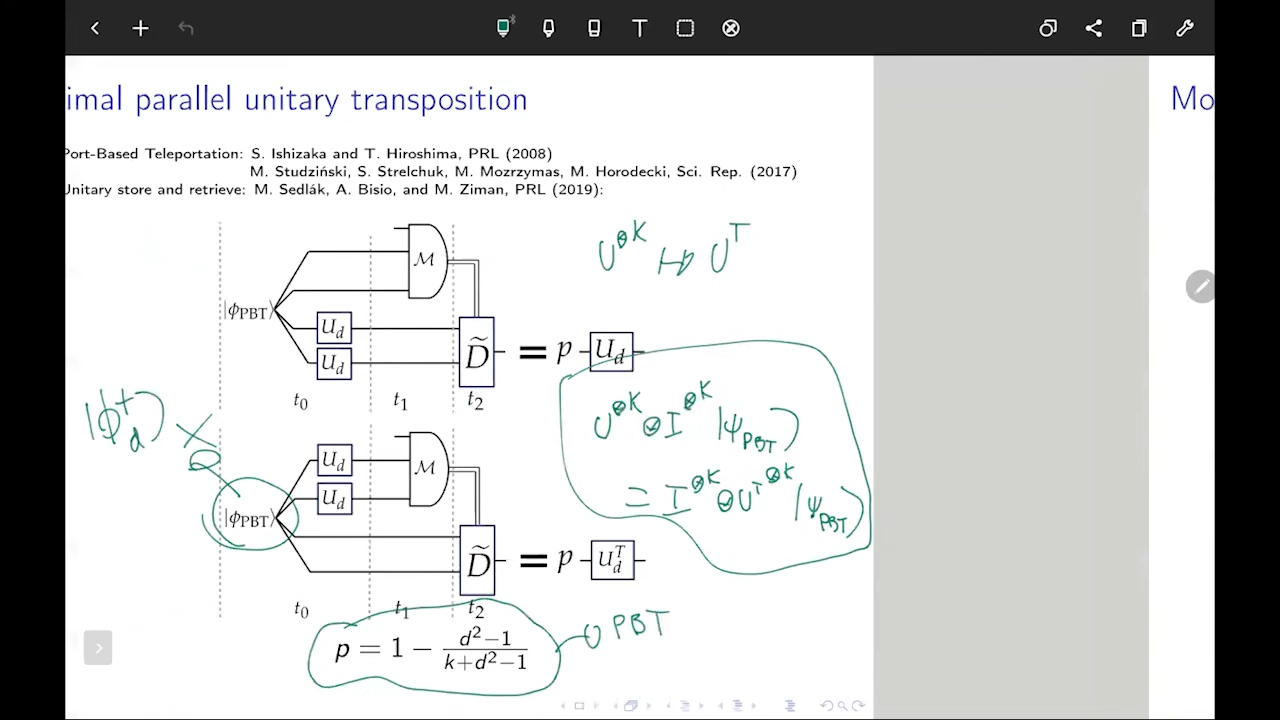 imal parallel unitary transposition
Mo
Port-Based Teleportation: S. Ishizaka and T. Hiroshima, PRL (2008)
M. Studziński, S. Strelchuk, M. Mozrzymas, M. Horodecki, Sci. Rep. (2017)
Unitary store and retrieve: M. Sedlák, A. Bisio, and M. Ziman, PRL (2019):
U^{⊗K} ↦ U^T
M
|ϕ_PBT⟩
U_d
U_d
D̃ = p U_d
t_0 t_1 t_2
U^{⊗K} ⊗ I^{⊗K} |ψ_PBT⟩
= I^{⊗K} ⊗ U^{T ⊗K} |ψ_PBT⟩
|ϕ^+_d⟩
U_d
M
U_d
|ϕ_PBT⟩
D̃ = p U_d^T
t_0 t_1 t_2
p = 1 − \frac{d^2−1}{k+d^2−1}
PBT